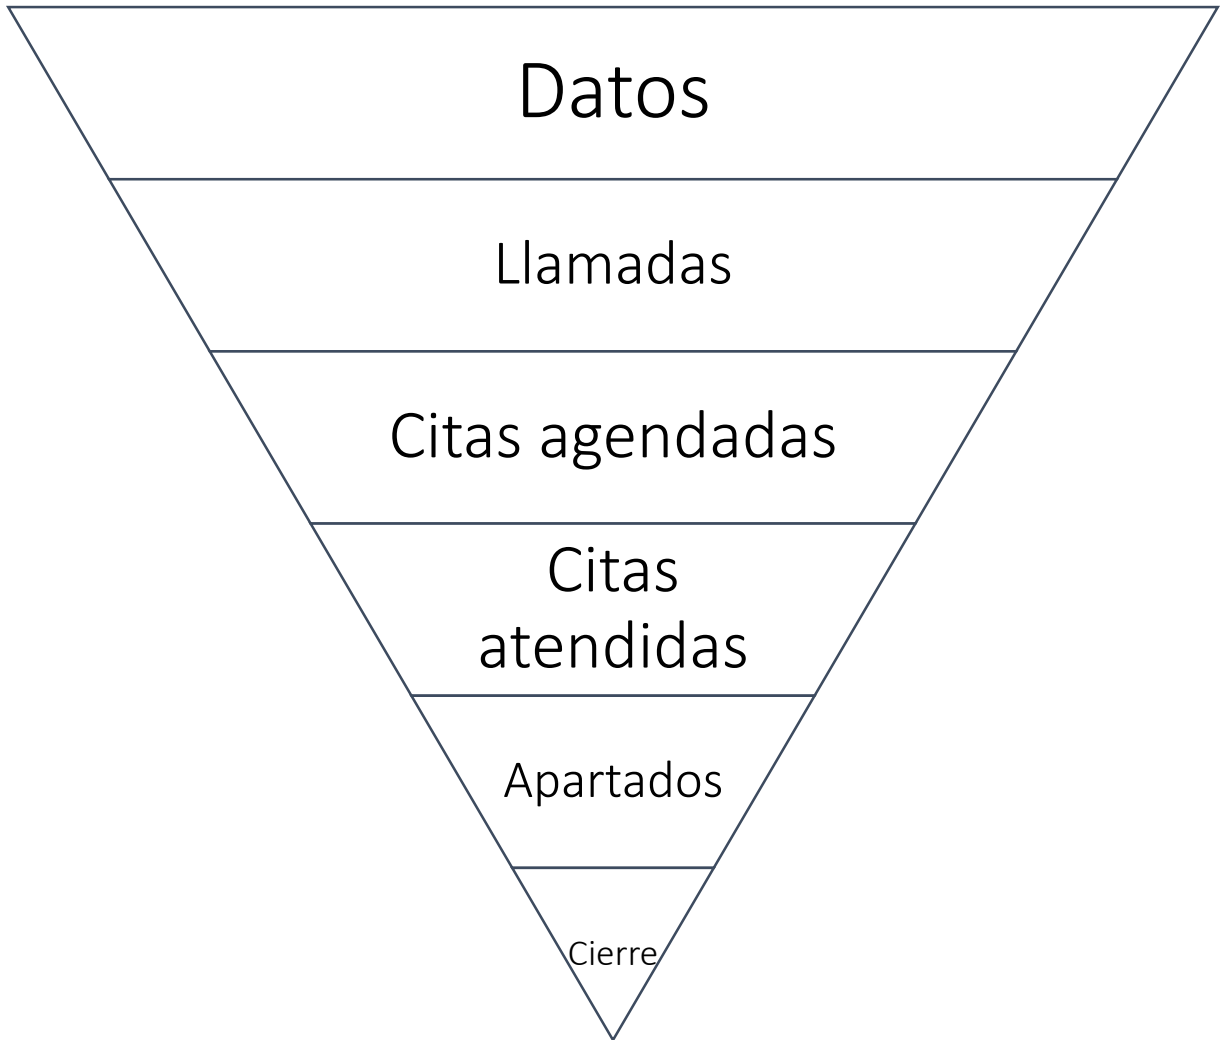 Datos
Llamadas
Citas agendadas
Citas
atendidas
Apartados
Cierre